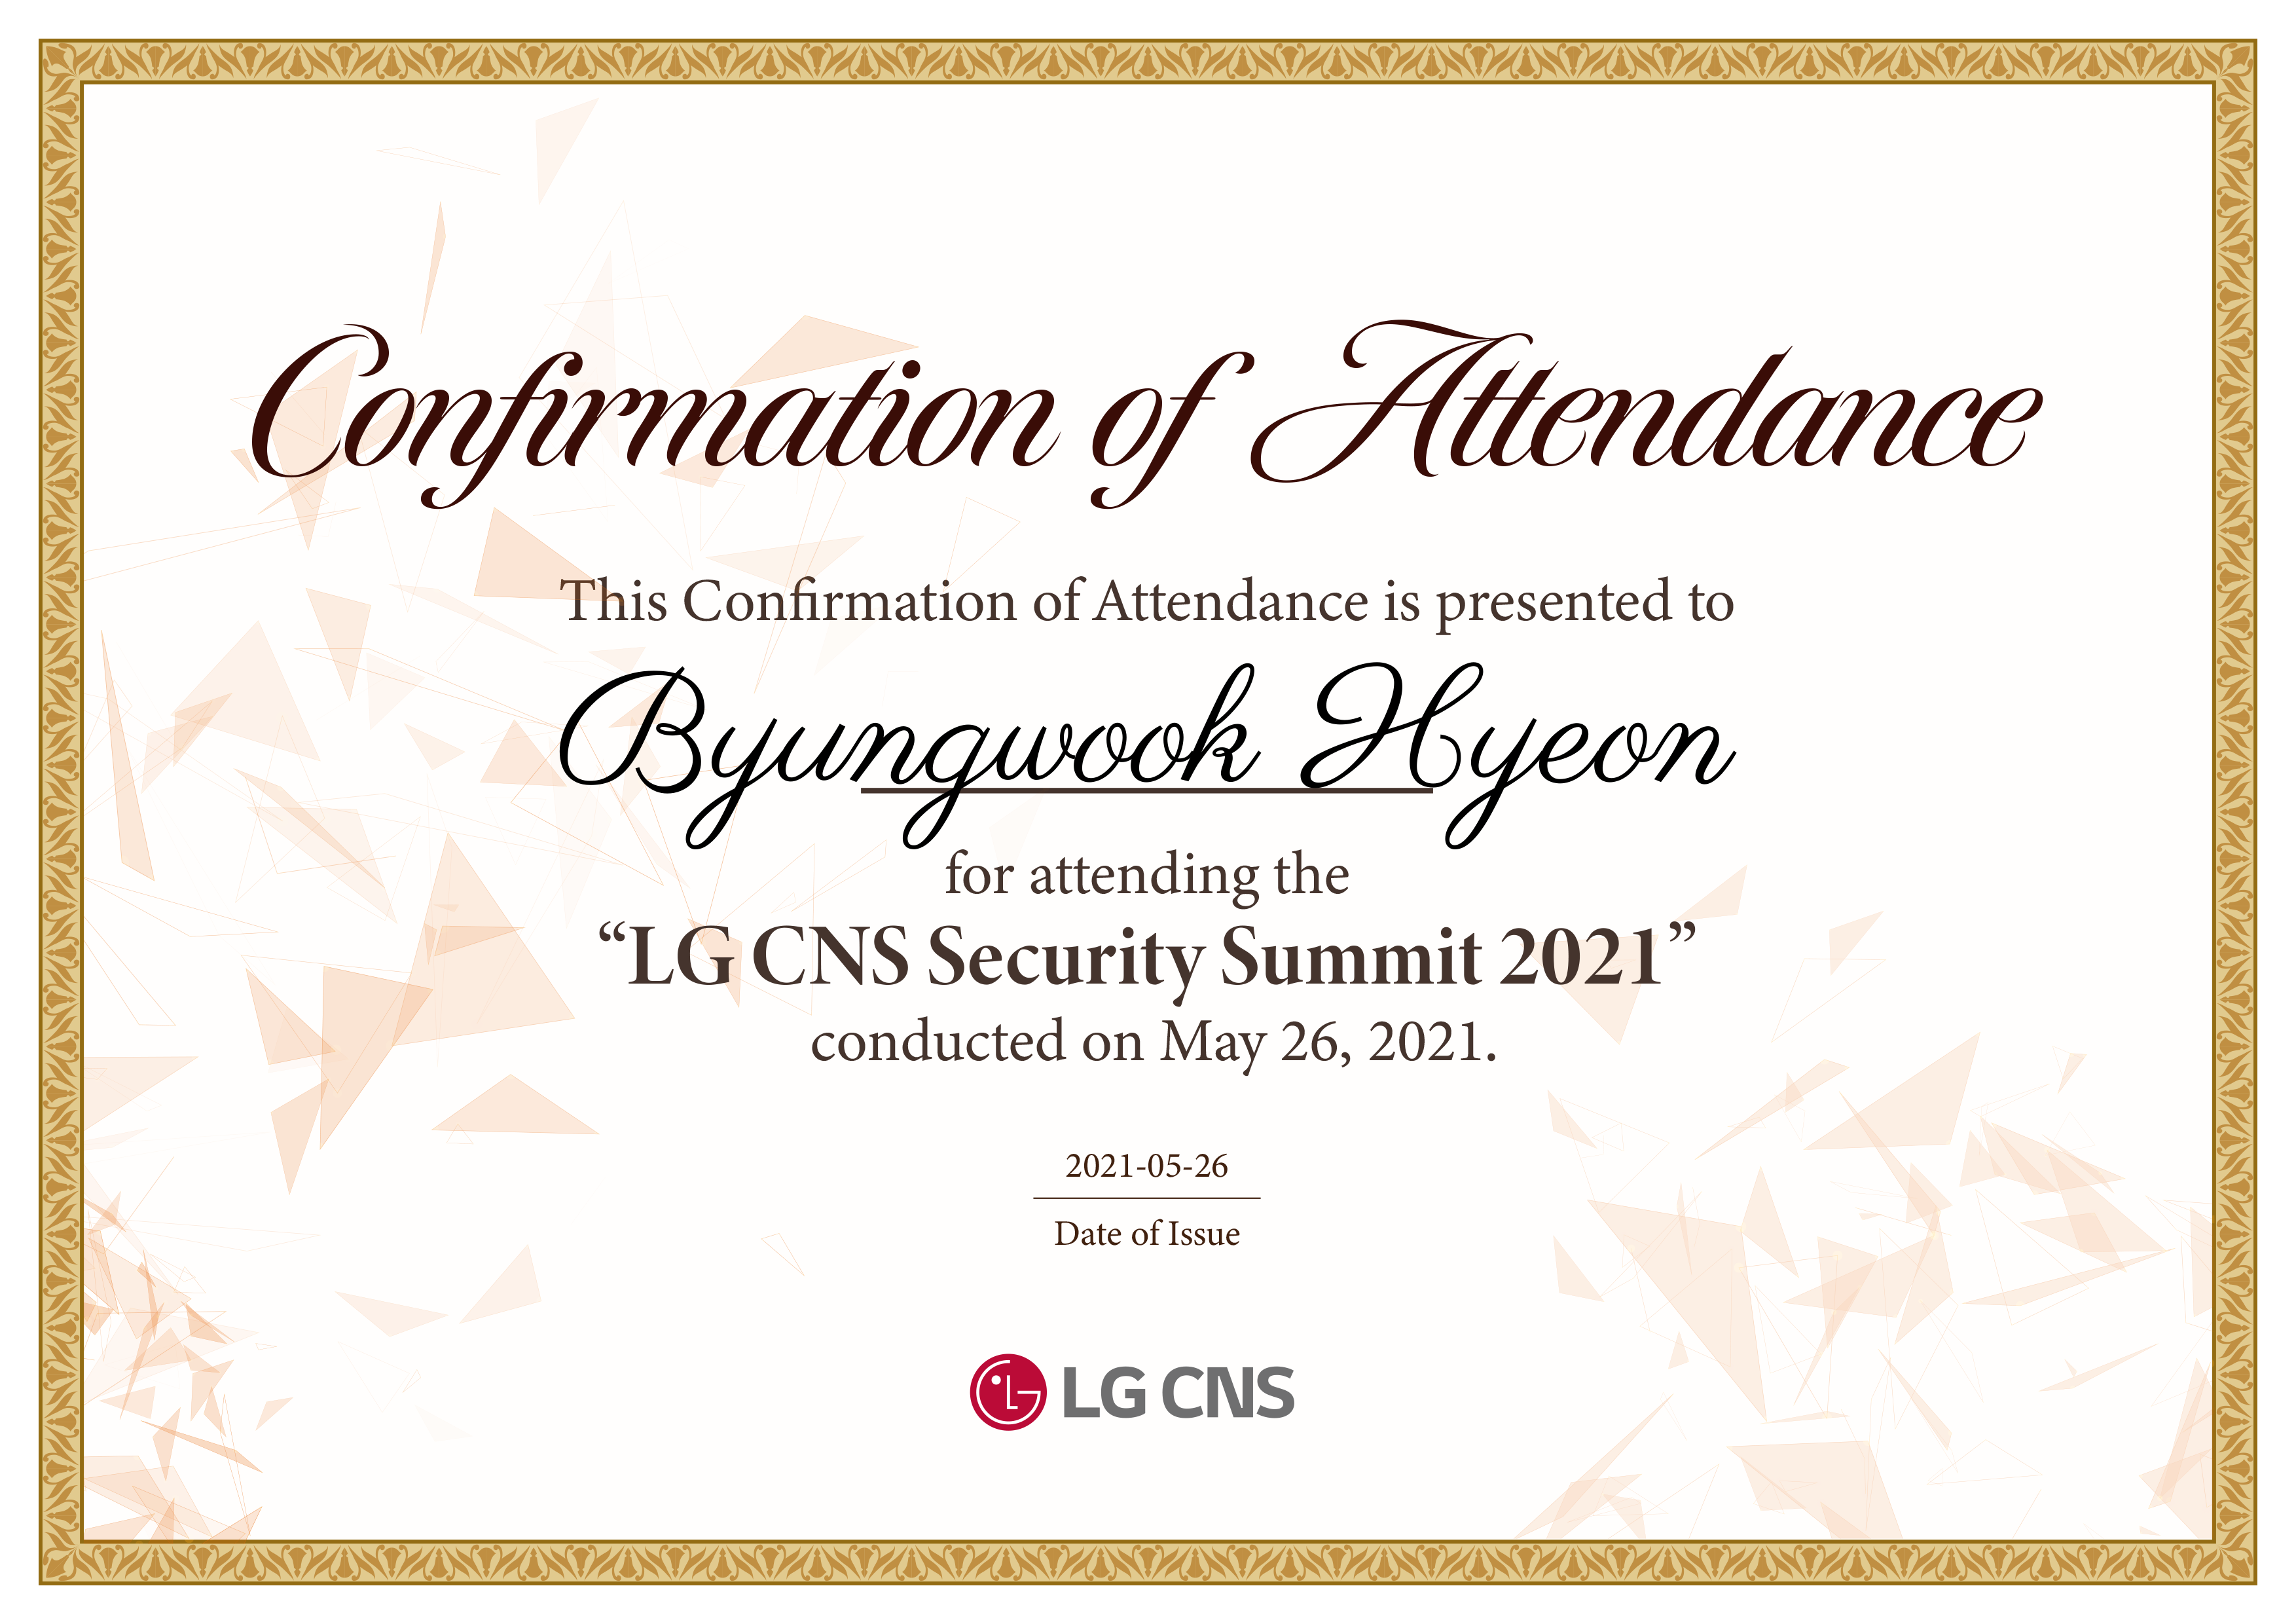 Confirmation of Attendance
This Confirmation of Attendance is presented to
Byungwook Hyeon
for attending the
“LG CNS Security Summit 2021”
conducted on May 26, 2021.
2021-05-26
Date of Issue
LG CNS